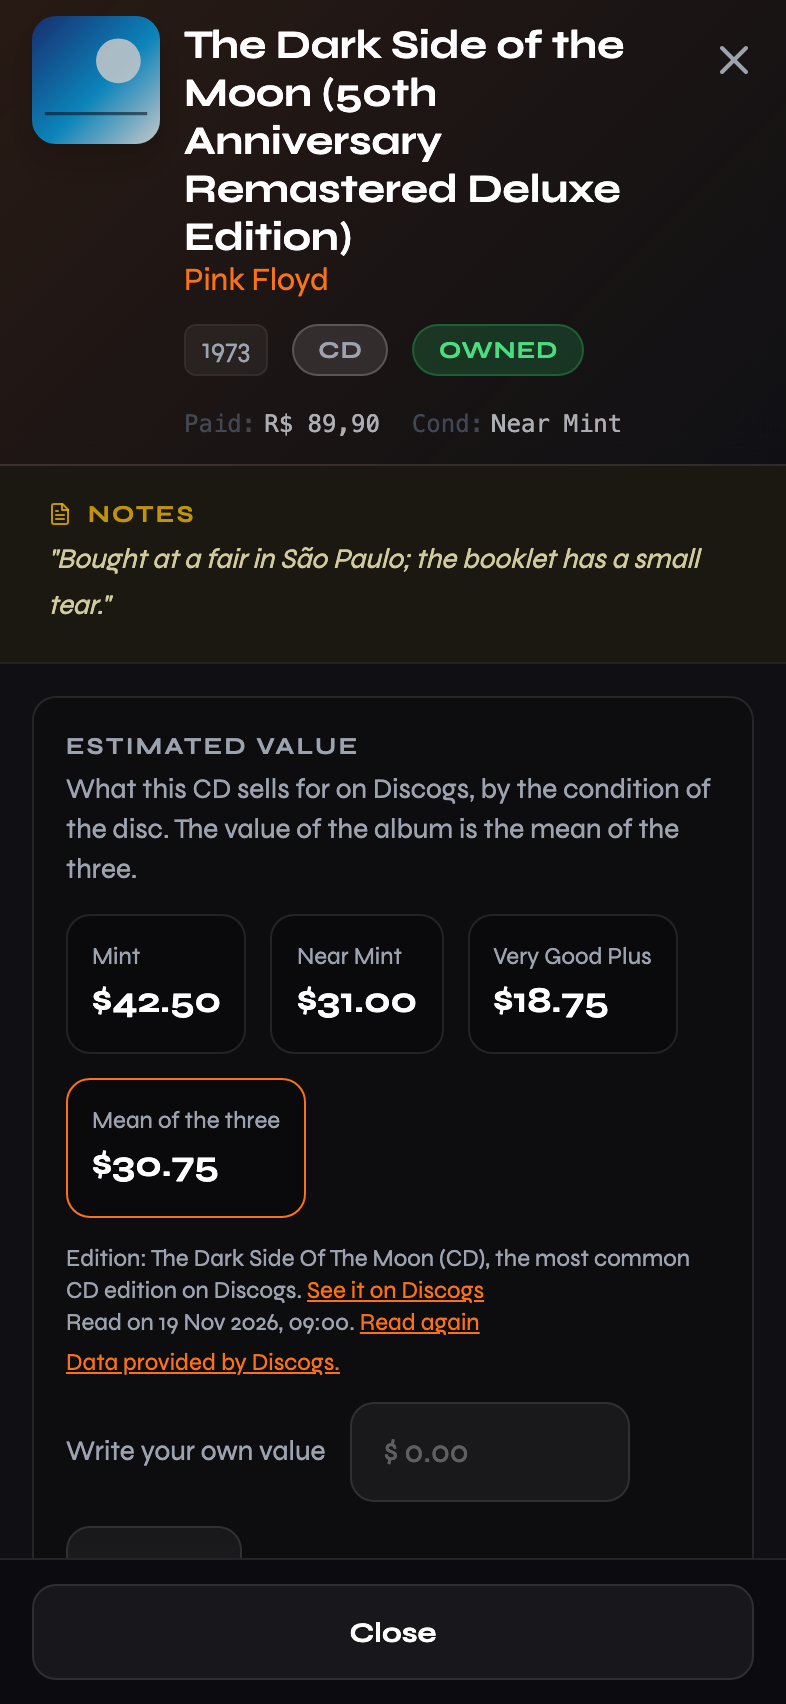 The Dark Side of the
Moon (50th
Anniversary
Remastered Deluxe
Edition)
Pink Floyd
1973 CD OWNED
Paid: R$ 89,90 Cond: Near Mint
NOTES
"Bought at a fair in São Paulo; the booklet has a small
tear."
ESTIMATED VALUE
What this CD sells for on Discogs, by the condition of
the disc. The value of the album is the mean of the
three.
Mint Near Mint Very Good Plus
$42.50 $31.00 $18.75
Mean of the three
$30.75
Edition: The Dark Side Of The Moon (CD), the most common
CD edition on Discogs. See it on Discogs
Read on 19 Nov 2026, 09:00. Read again
Data provided by Discogs.
Write your own value $ 0.00
Close